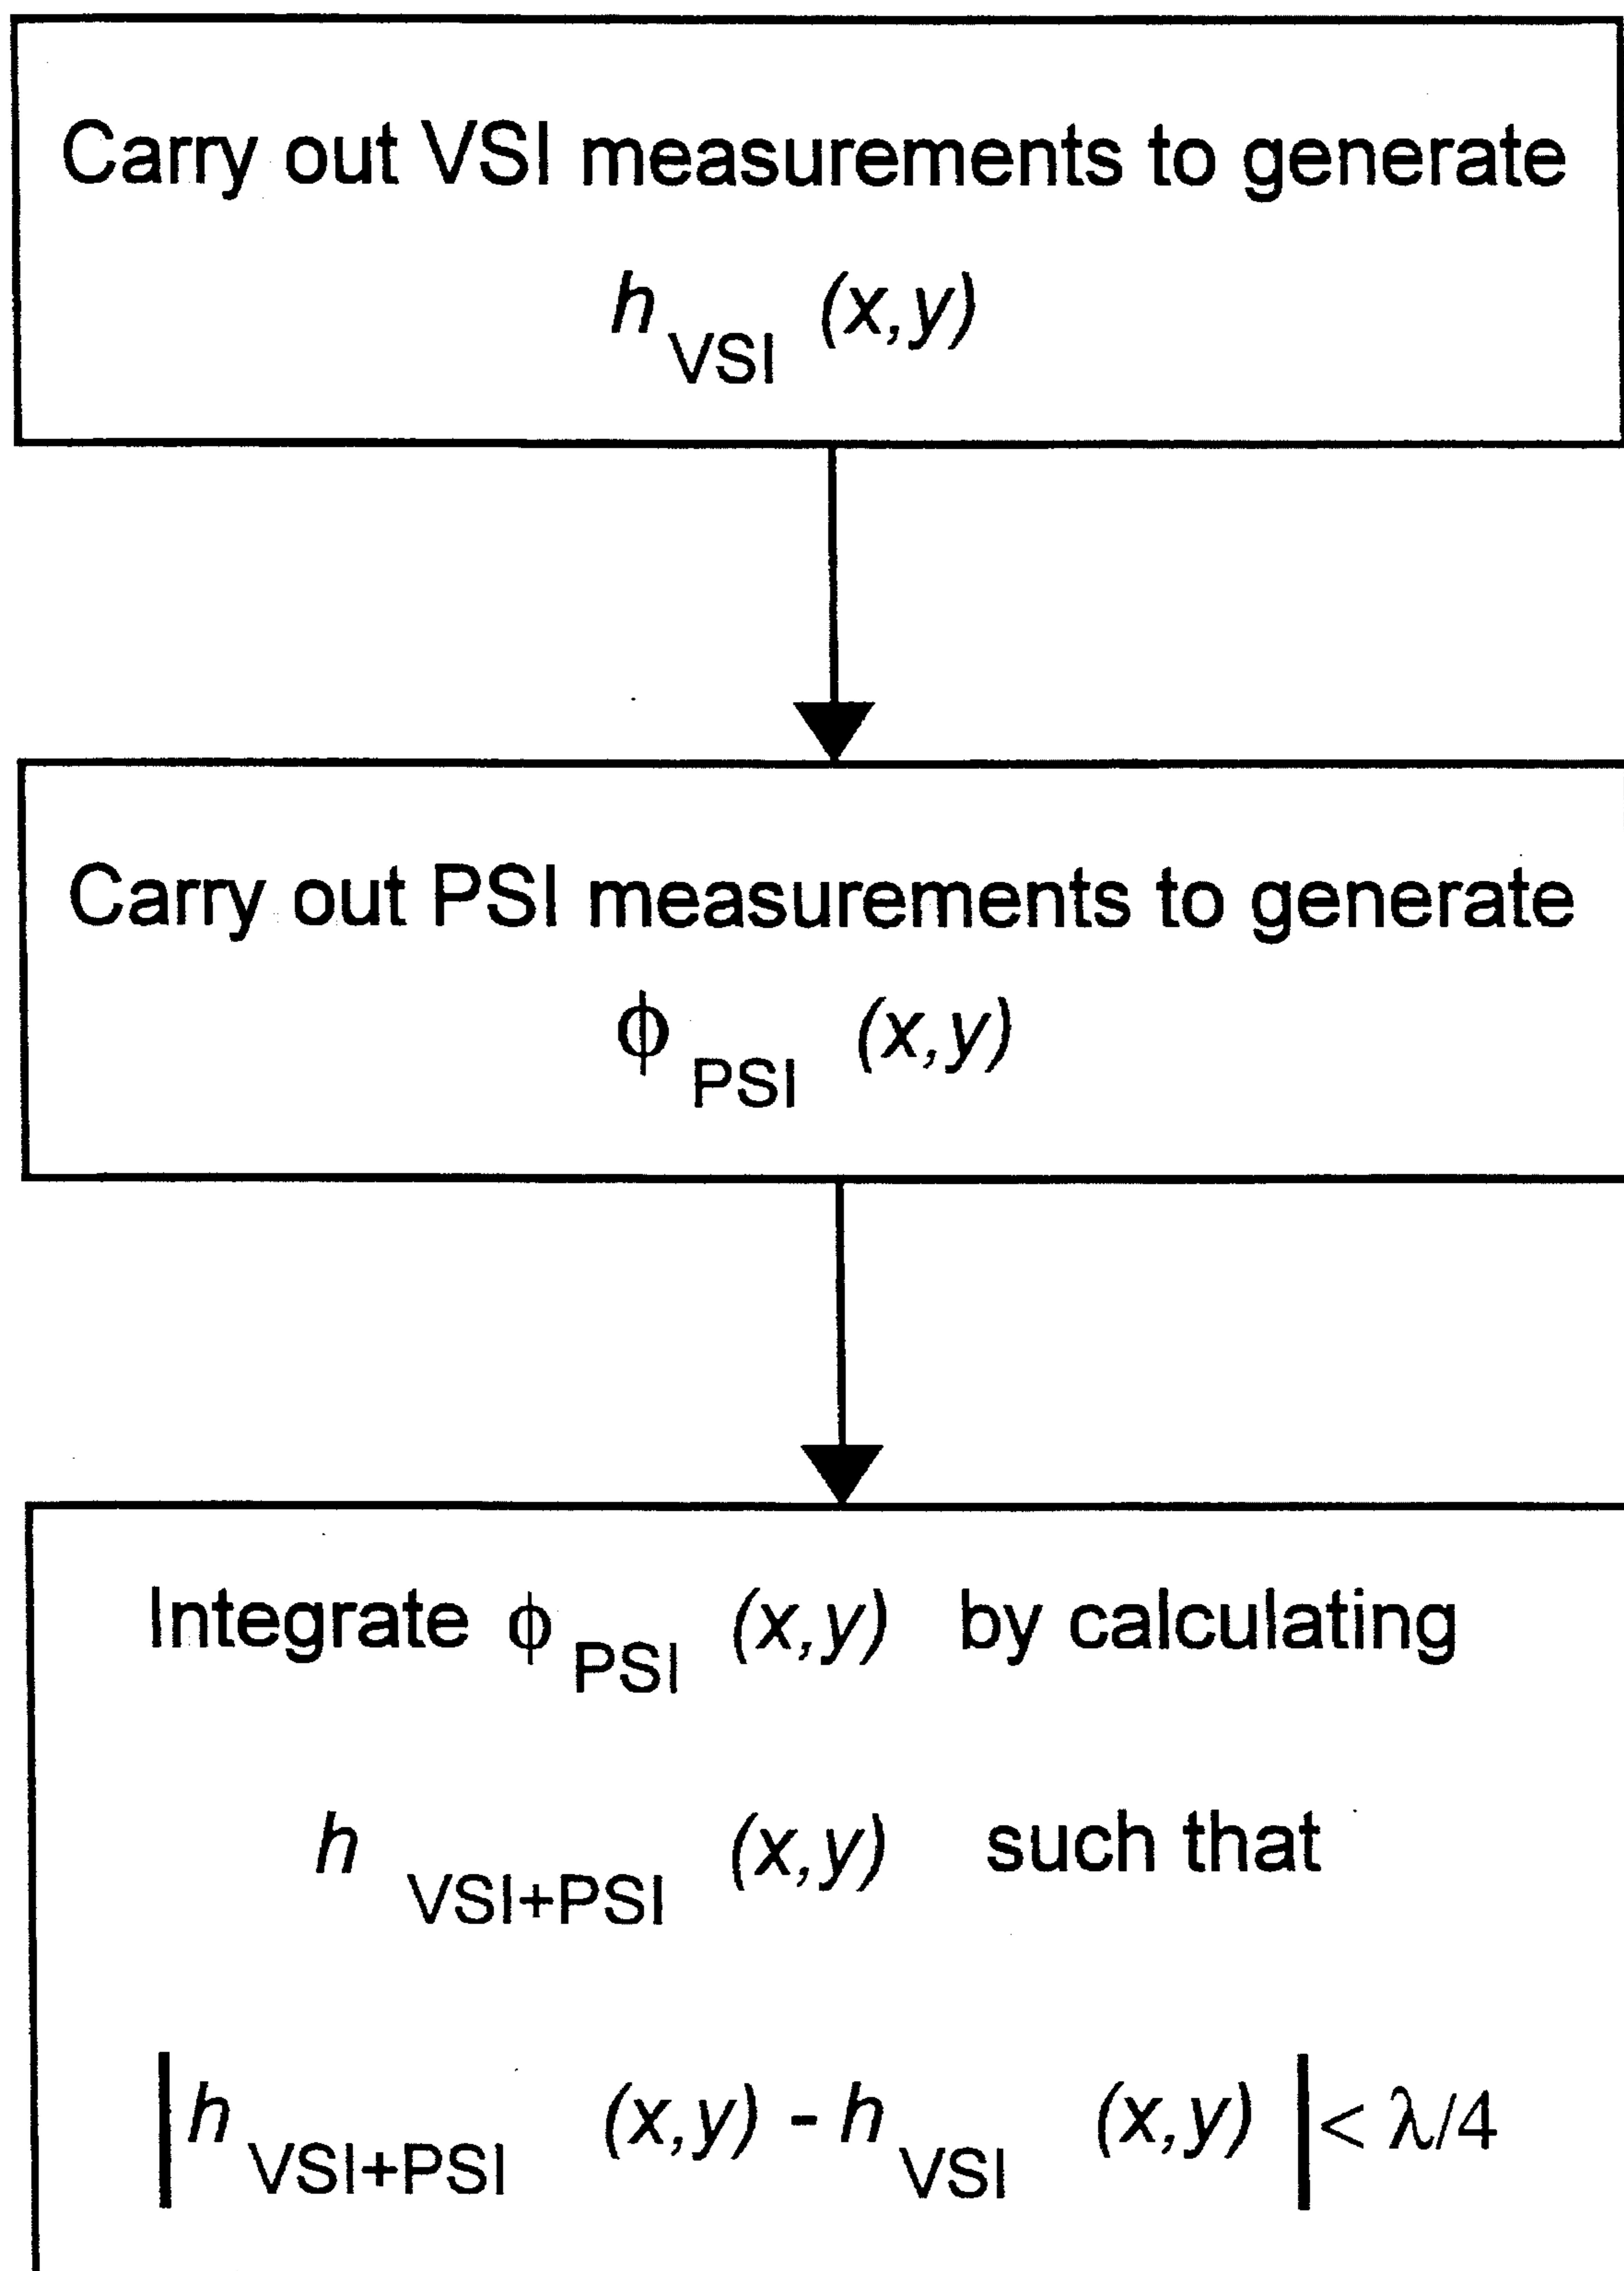 Carry out VSI measurements to generate
h VSI (x,y)
Carry out PSI measurements to generate
ϕ PSI (x,y)
Integrate ϕ PSI (x,y) by calculating
h VSI+PSI (x,y) such that
|h VSI+PSI (x,y) - h VSI (x,y) | < λ/4